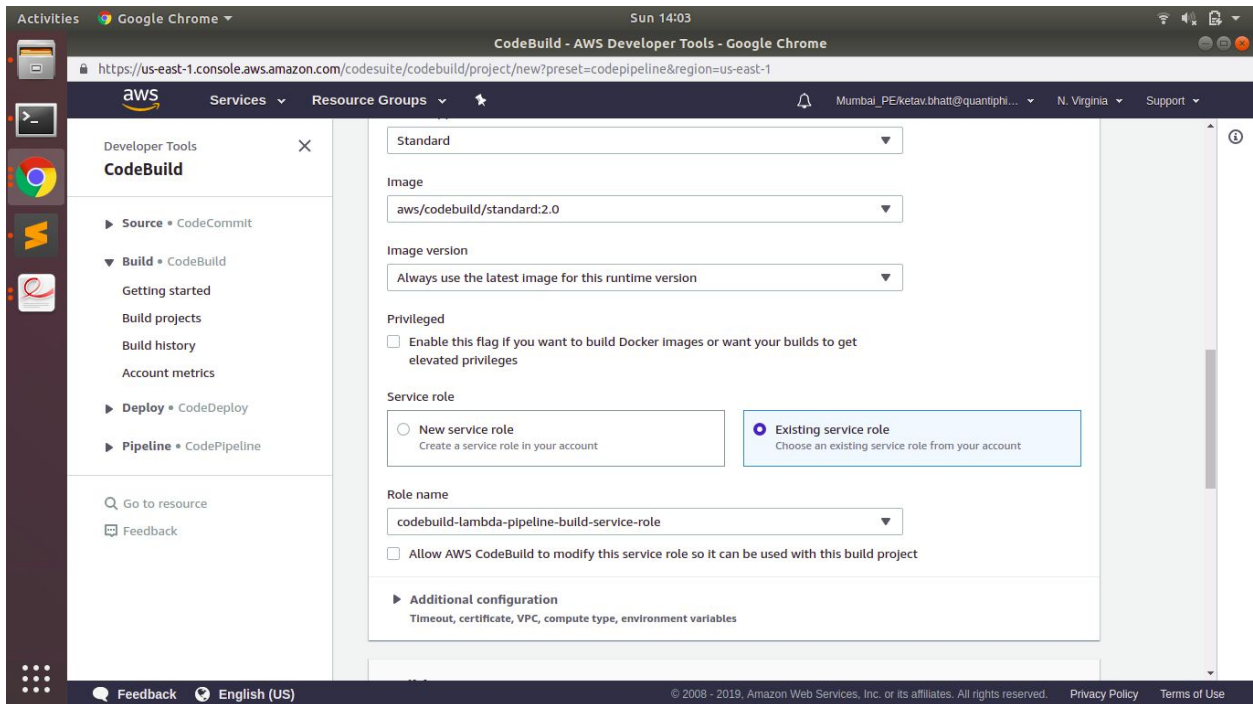 Activities
Google Chrome
Sun 14:03
CodeBuild - AWS Developer Tools - Google Chrome
https://us-east-1.console.aws.amazon.com/codesuite/codebuild/project/new?preset=codepipeline&region=us-east-1
aws
Services
Resource Groups
Mumbai_PE/ketav.bhatt@quantiphi...
N. Virginia
Support
Developer Tools
CodeBuild
Source • CodeCommit
Build • CodeBuild
Getting started
Build projects
Build history
Account metrics
Deploy • CodeDeploy
Pipeline • CodePipeline
Go to resource
Feedback
Standard
Image
aws/codebuild/standard:2.0
Image version
Always use the latest image for this runtime version
Privileged
Enable this flag if you want to build Docker images or want your builds to get
elevated privileges
Service role
New service role
Create a service role in your account
Existing service role
Choose an existing service role from your account
Role name
codebuild-lambda-pipeline-build-service-role
Allow AWS CodeBuild to modify this service role so it can be used with this build project
Additional configuration
Timeout, certificate, VPC, compute type, environment variables
Feedback
English (US)
© 2008 - 2019, Amazon Web Services, Inc. or its affiliates. All rights reserved.
Privacy Policy
Terms of Use